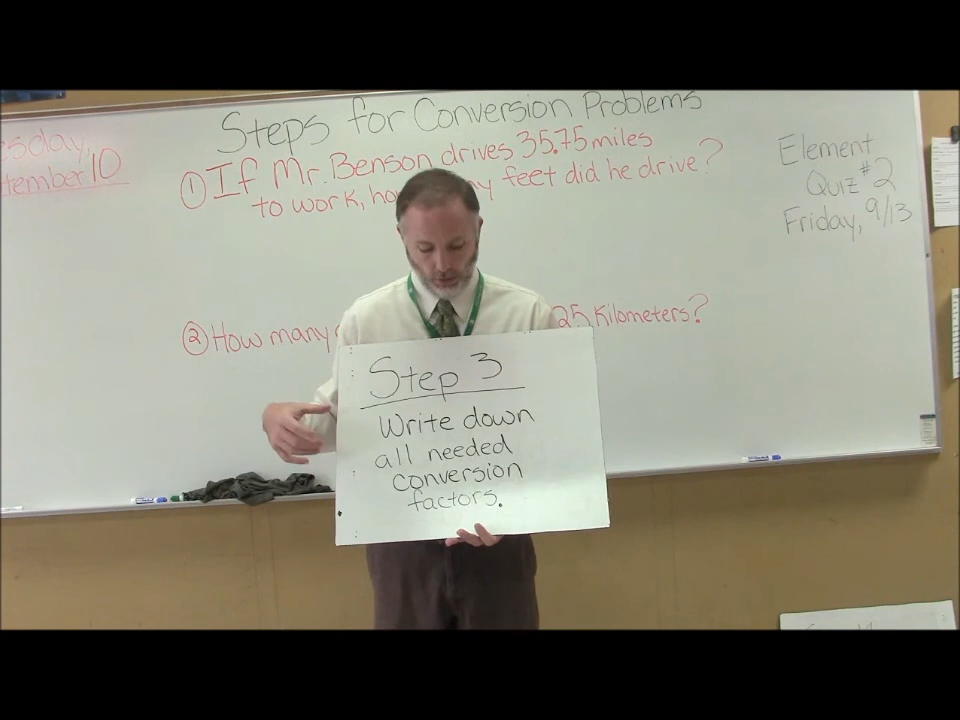 Steps for Conversion Problems
esday,
tember 10
① If Mr. Benson drives 35.75 miles
to work, how ny feet did he drive?
Element
Quiz #2
Friday, 9/13
② How many 25 Kilometers?
Step 3
Write down
all needed
conversion
factors.